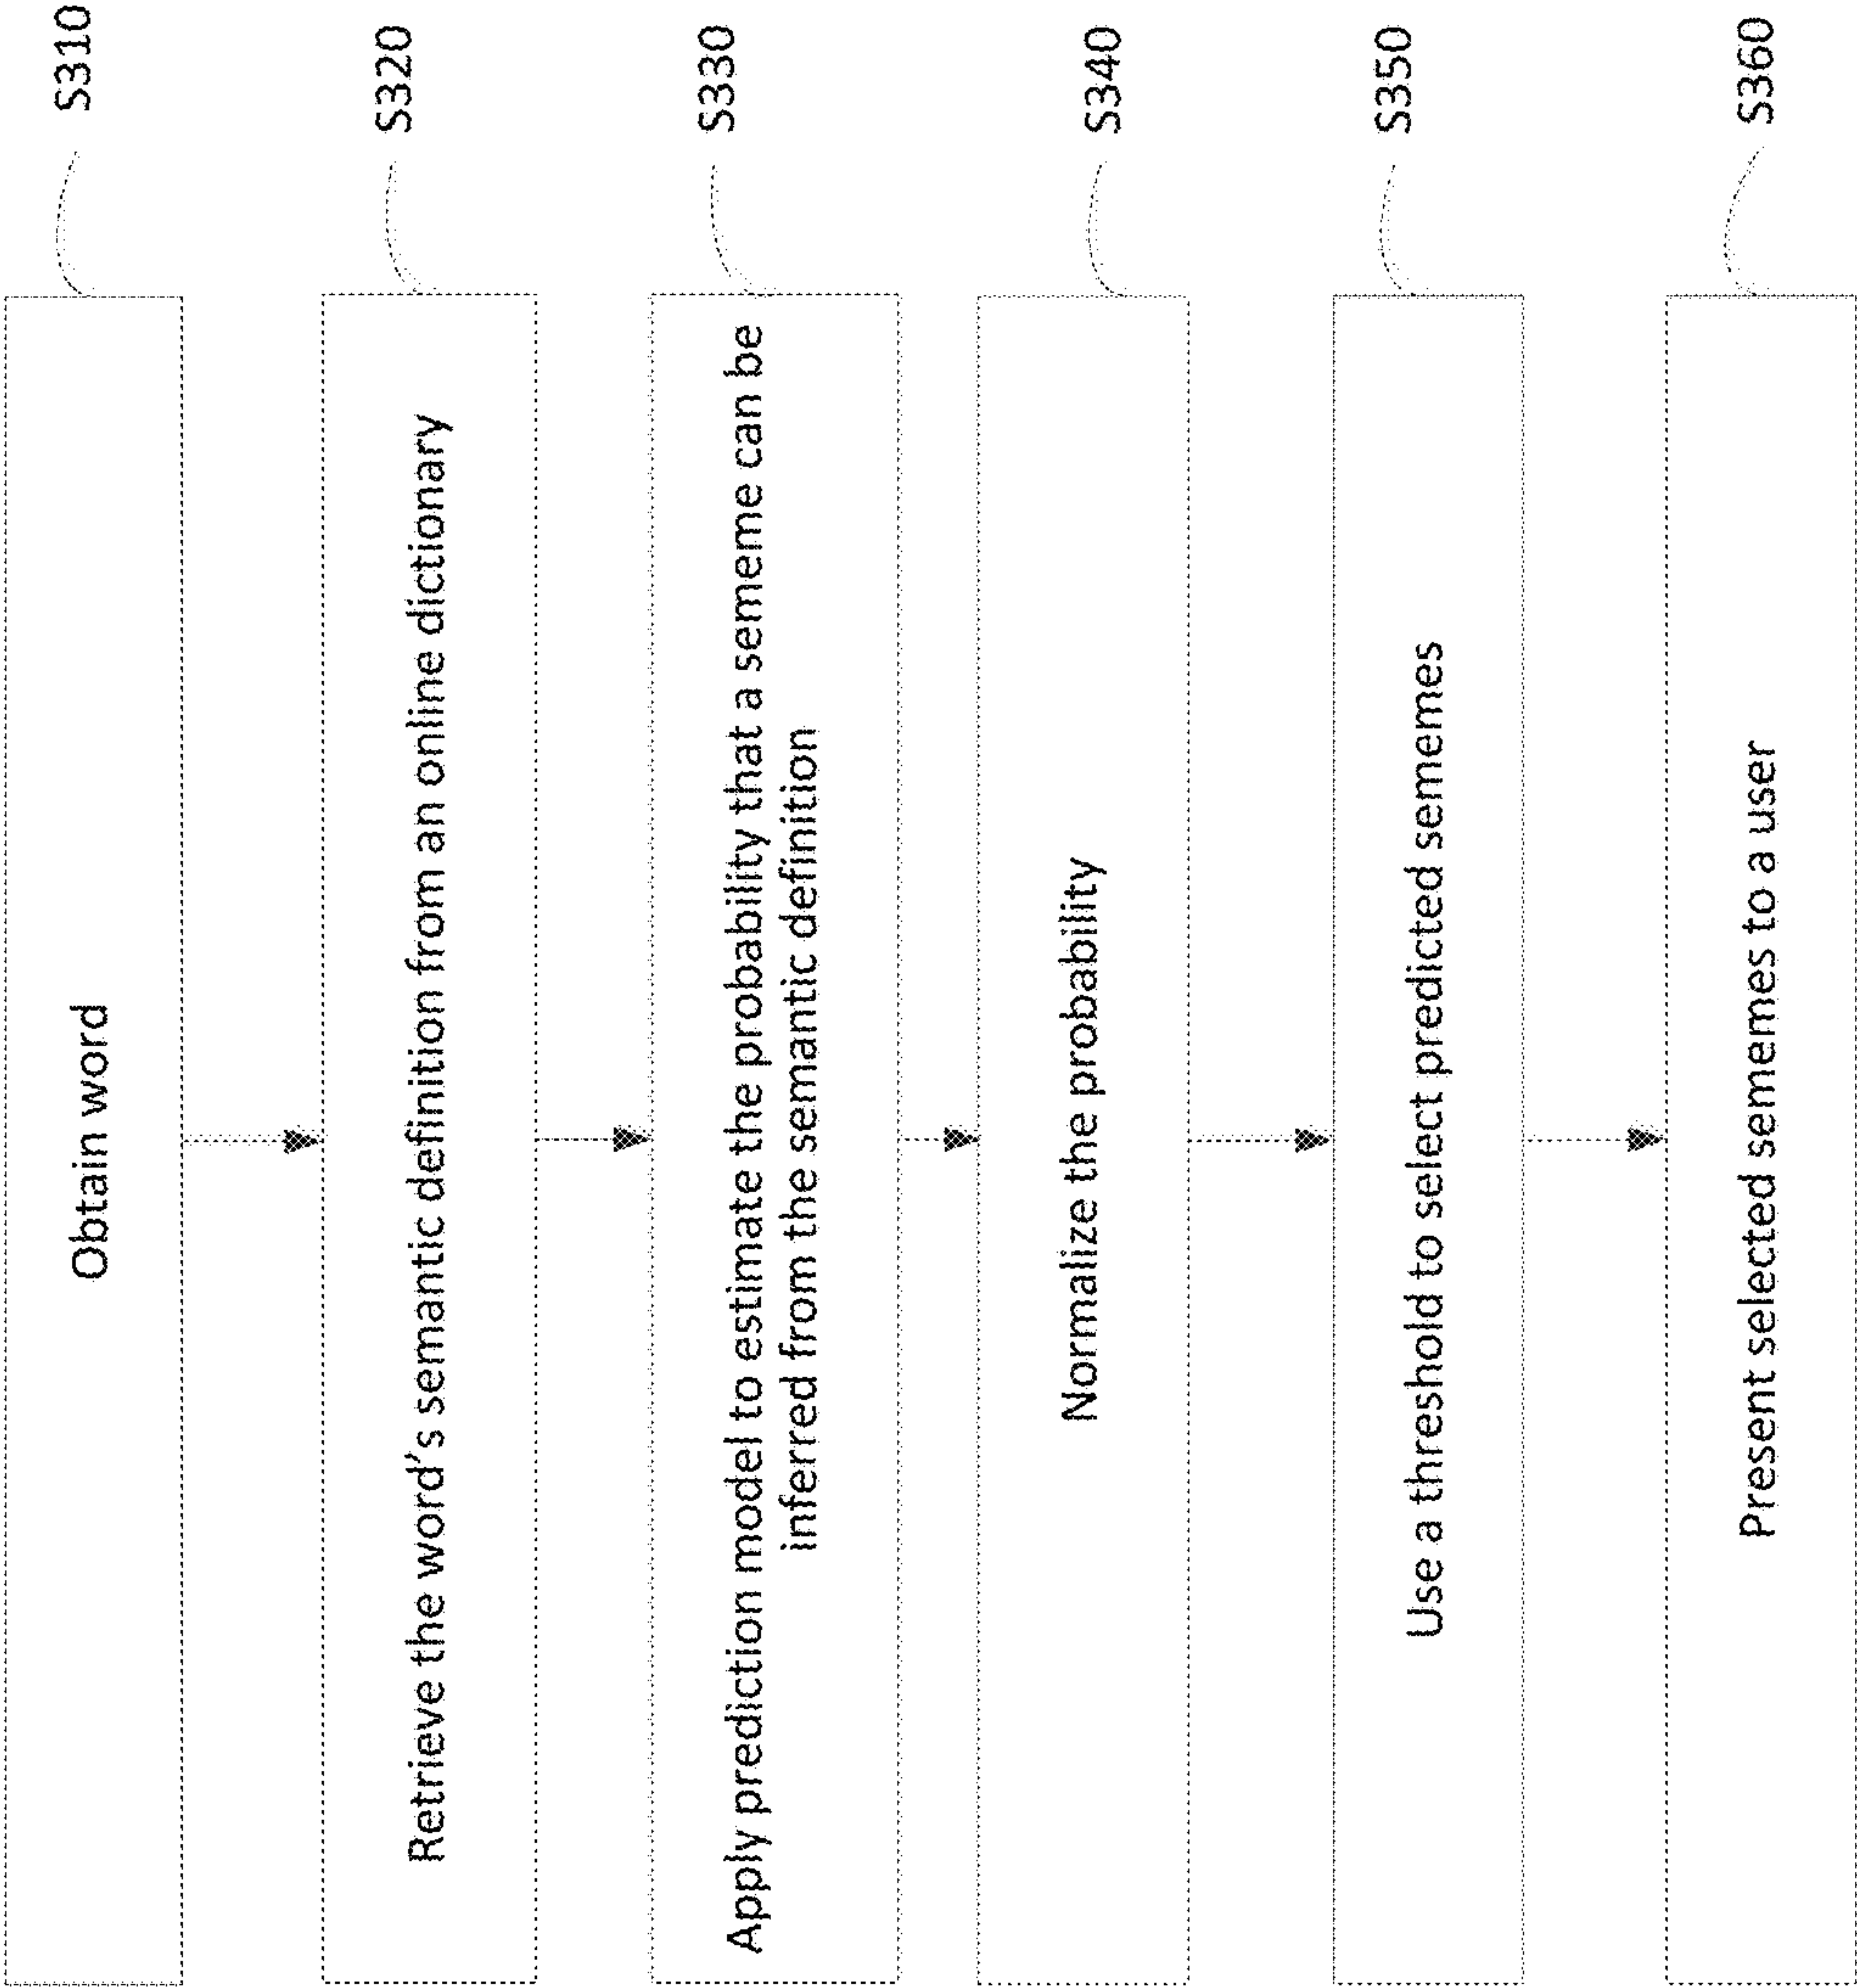 Obtain word
S310
Retrieve the word's semantic definition from an online dictionary
S320
Apply prediction model to estimate the probability that a sememe can be
inferred from the semantic definition
S330
Normalize the probability
S340
Use a threshold to select predicted sememes
S350
Present selected sememes to a user
S360